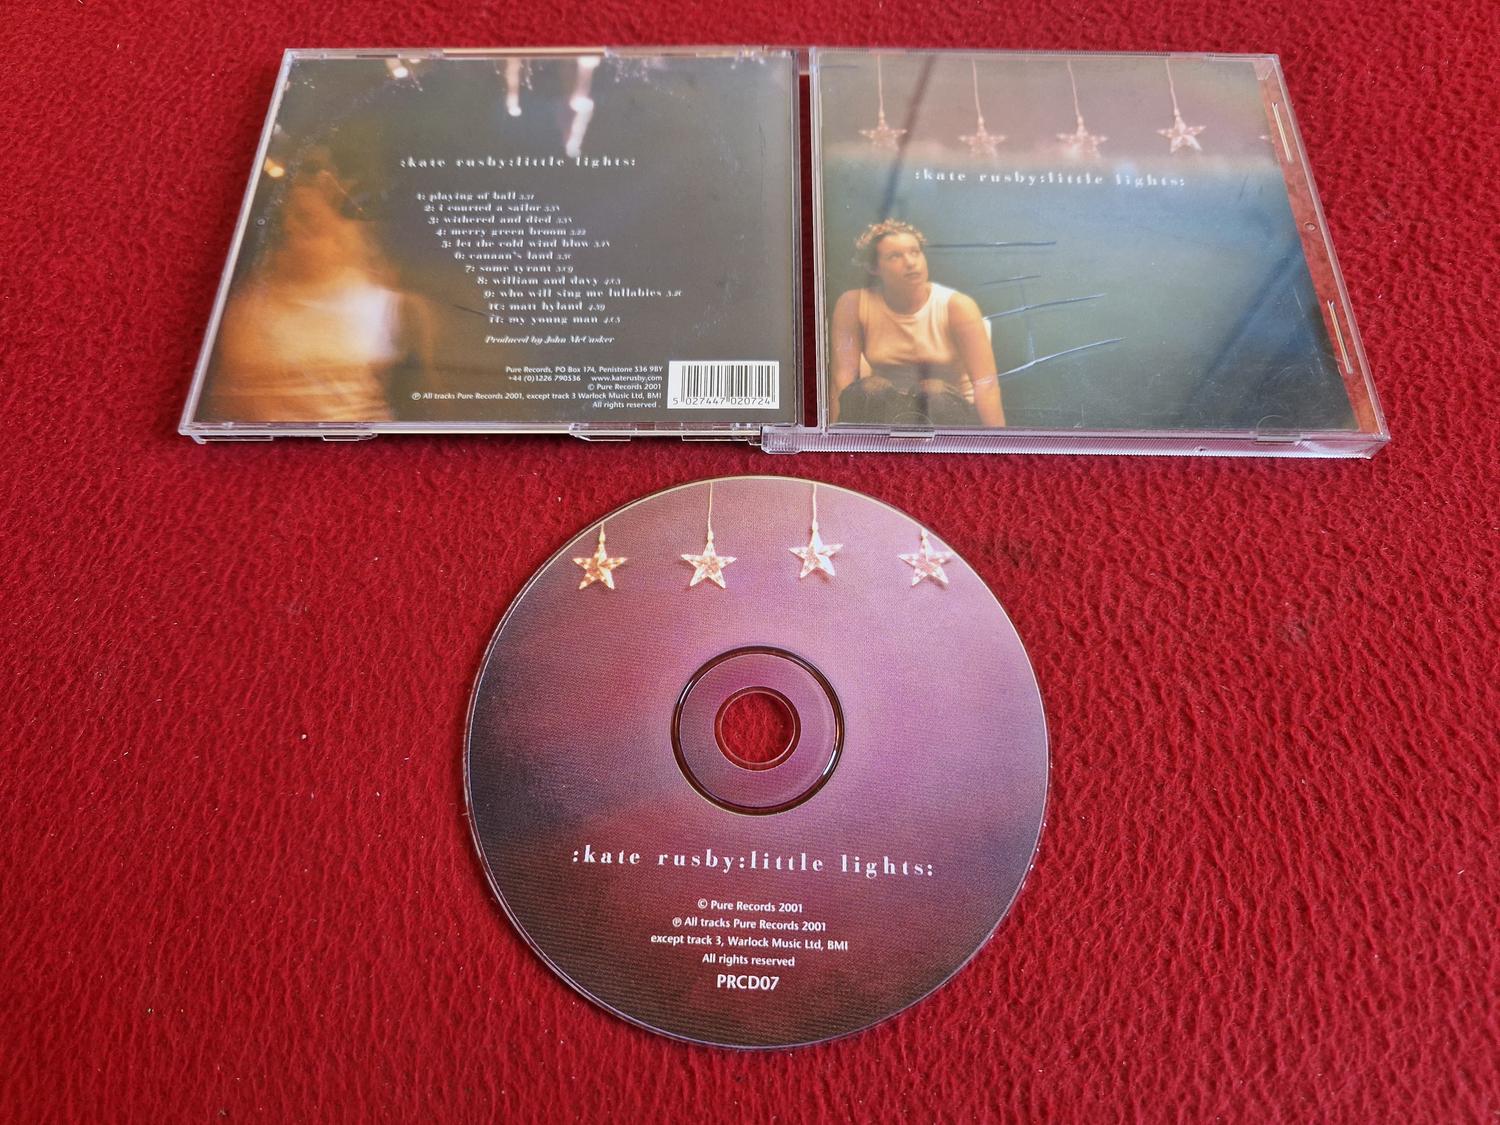 :kate rusby:little lights:
1: playing of ball
2: i courted a sailor
3: withered and died
4: merry green broom 3.22
5: let the cold wind blow
6: canaan's land
7: some tyrant
8: william and davy
9: who will sing me lullabies
10: matt hyland
11: my young man
Produced by John McCusker
Pure Records, PO Box 174, Penistone S36 9BY
+44 (0)1226 790536 www.katerusby.com
© Pure Records 2001
℗ All tracks Pure Records 2001, except track 3 Warlock Music Ltd, BMI
All rights reserved .
5 027447 020724
:kate rusby:little lights:
:kate rusby:little lights:
© Pure Records 2001
℗ All tracks Pure Records 2001
except track 3, Warlock Music Ltd, BMI
All rights reserved
PRCD07